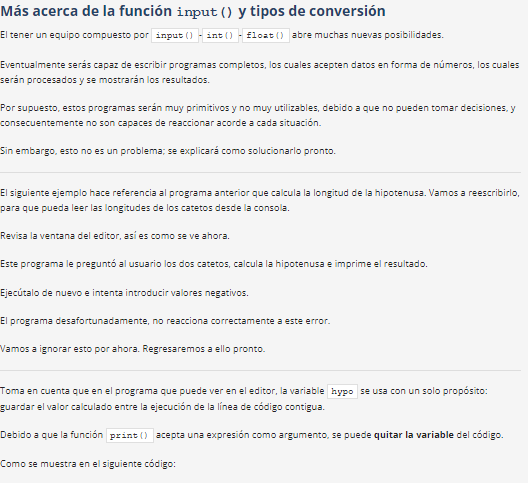 Más acerca de la función input() y tipos de conversión
El tener un equipo compuesto por input()-int()-float() abre muchas nuevas posibilidades.
Eventualmente serás capaz de escribir programas completos, los cuales acepten datos en forma de números, los cuales
serán procesados y se mostrarán los resultados.
Por supuesto, estos programas serán muy primitivos y no muy utilizables, debido a que no pueden tomar decisiones, y
consecuentemente no son capaces de reaccionar acorde a cada situación.
Sin embargo, esto no es un problema; se explicará como solucionarlo pronto.
El siguiente ejemplo hace referencia al programa anterior que calcula la longitud de la hipotenusa. Vamos a reescribirlo,
para que pueda leer las longitudes de los catetos desde la consola.
Revisa la ventana del editor, así es como se ve ahora.
Este programa le preguntó al usuario los dos catetos, calcula la hipotenusa e imprime el resultado.
Ejecútalo de nuevo e intenta introducir valores negativos.
El programa desafortunadamente, no reacciona correctamente a este error.
Vamos a ignorar esto por ahora. Regresaremos a ello pronto.
Toma en cuenta que en el programa que puede ver en el editor, la variable hypo se usa con un solo propósito:
guardar el valor calculado entre la ejecución de la línea de código contigua.
Debido a que la función print() acepta una expresión como argumento, se puede quitar la variable del código.
Como se muestra en el siguiente código: